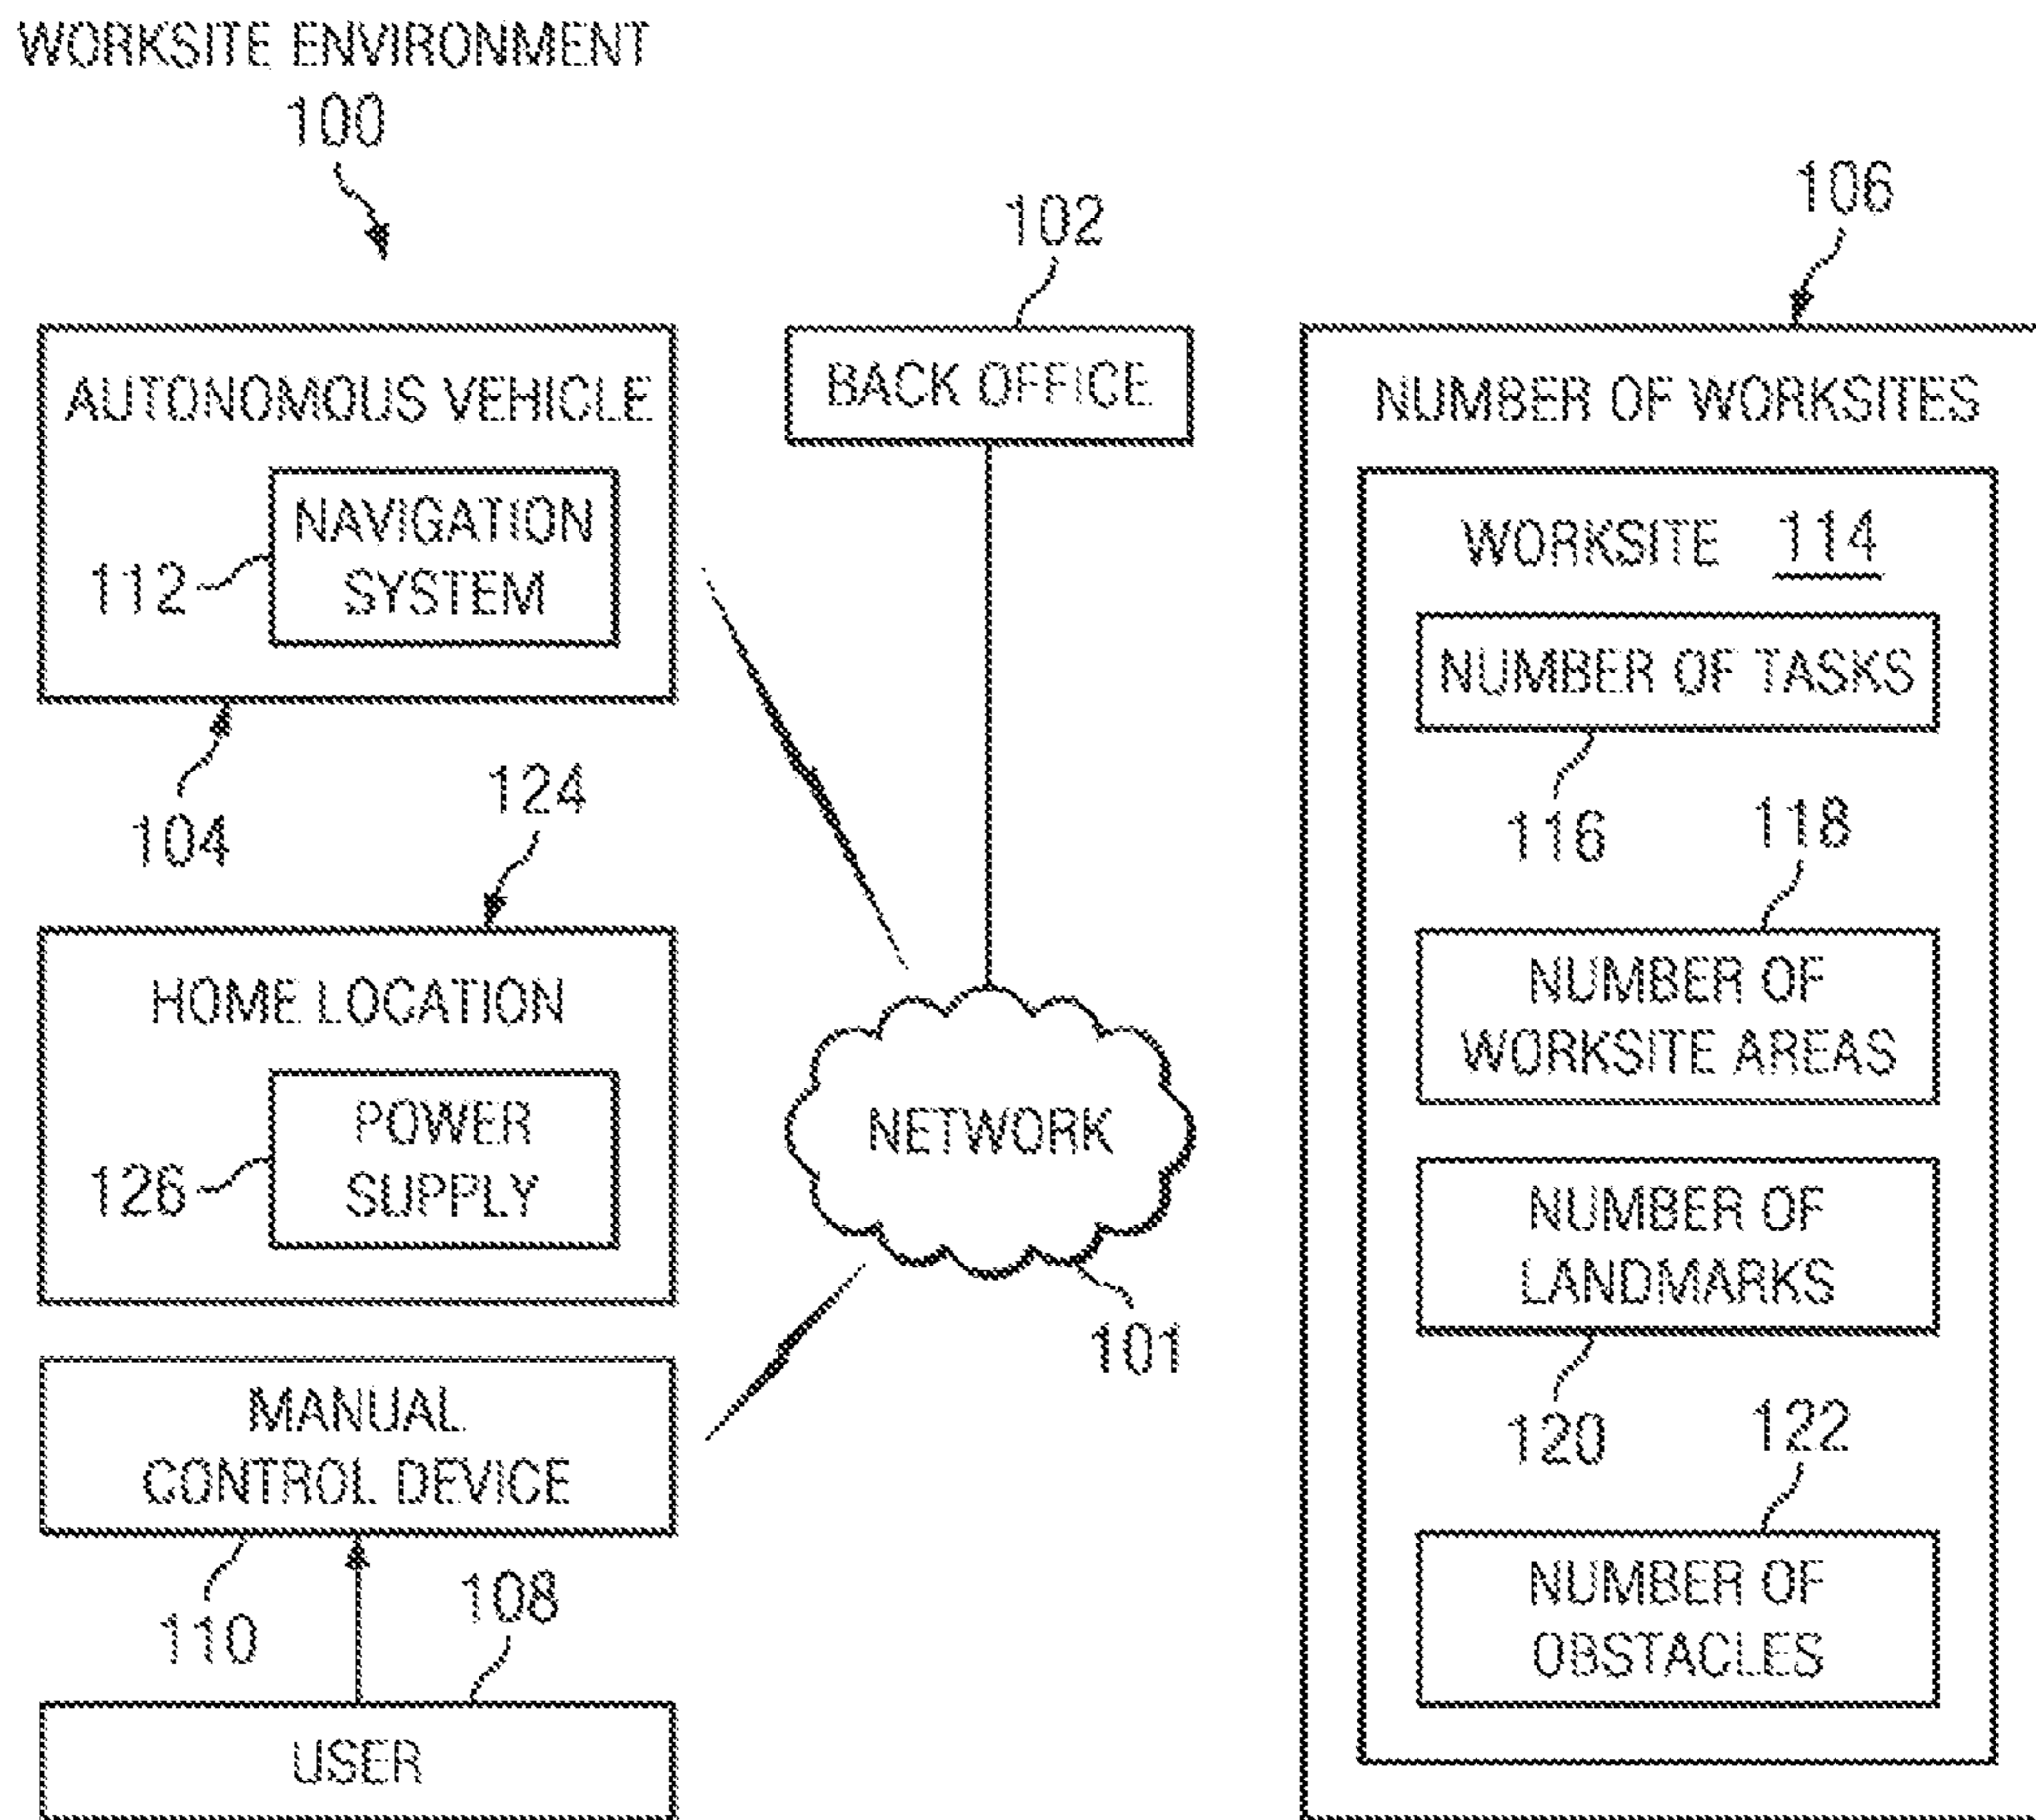 WORKSITE ENVIRONMENT
100
102
106
AUTONOMOUS VEHICLE
NAVIGATION
SYSTEM
112
104
BACK OFFICE
NUMBER OF WORKSITES
WORKSITE 114
NUMBER OF TASKS
116
118
NUMBER OF
WORKSITE AREAS
NUMBER OF
LANDMARKS
120
122
NUMBER OF
OBSTACLES
124
HOME LOCATION
POWER
SUPPLY
126
NETWORK
101
MANUAL
CONTROL DEVICE
110
108
USER